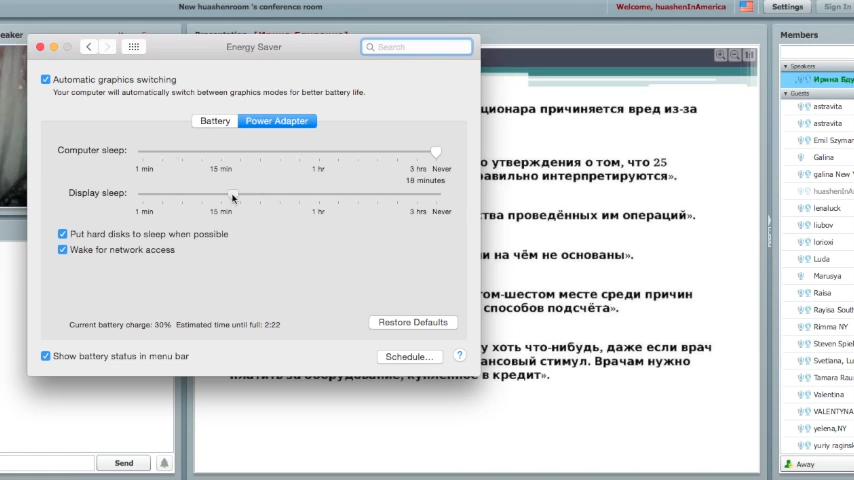 New huashenroom 's conference room
Welcome, huashenInAmerica
Settings
Sign In
Energy Saver
Search
Members
Automatic graphics switching
Your computer will automatically switch between graphics modes for better battery life.
Battery
Power Adapter
Computer sleep:
1 min
15 min
1 hr
3 hrs
Never
18 minutes
Display sleep:
1 min
15 min
1 hr
3 hrs
Never
Put hard disks to sleep when possible
Wake for network access
Current battery charge: 30% Estimated time until full: 2:22
Restore Defaults
Show battery status in menu bar
Schedule...
?
Send
ционара причиняется вред из-за
о утверждения о том, что 25
равильно интерпретируются».
ства проведённых им операций».
и на чём не основаны».
том-шестом месте среди причин
способов подсчёта».
у хоть что-нибудь, даже если врач
нансовый стимул. Врачам нужно
платить за оборудование, купленное в кредит».
Speakers
Ирина Бду
Guests
astravita
astravita
Emil Szyman
Galina
galina New Y
huashenInA
lenaluck
liubov
lorioxi
Luda
Marusya
Raisa
Rayisa South
Rimma NY
Steven Spiel
Svetlana, Lu
Tamara Rau
Valentina
VALENTYNA
yelena,NY
yuriy raginsk
Away